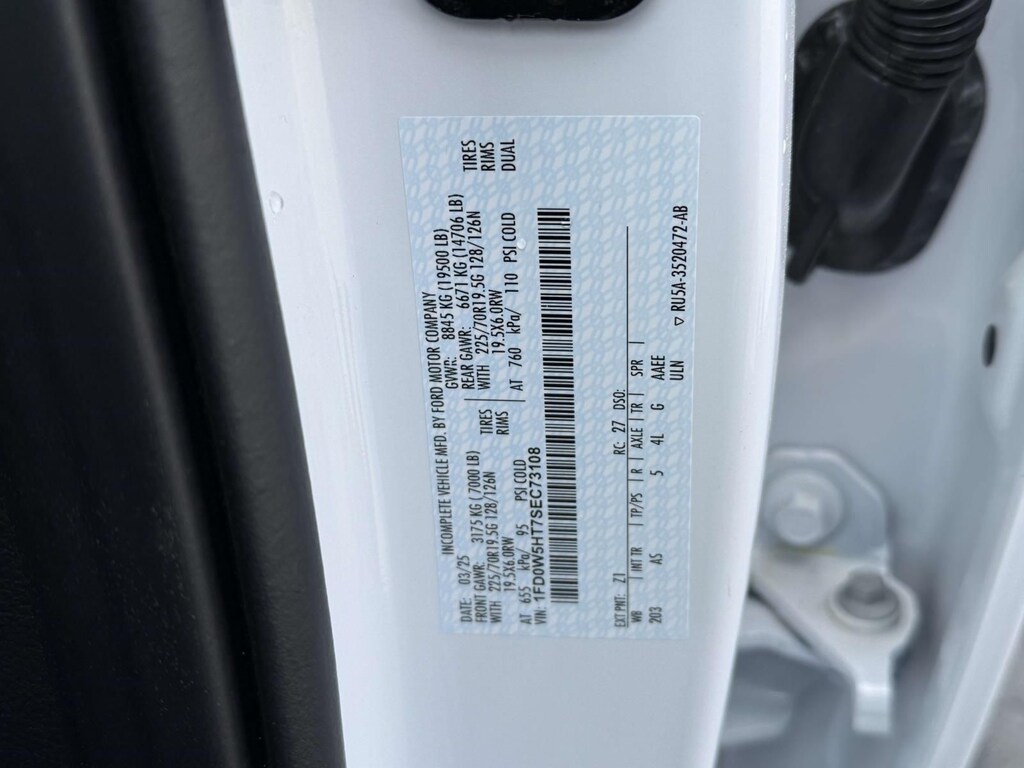 INCOMPLETE VEHICLE MFD. BY FORD MOTOR COMPANY
DATE: 03/25 GVWR: 8845 KG (19500 LB)
FRONT GAWR: 3175 KG ( 7000 LB) REAR GAWR: 6671 KG (14706 LB)
WITH 225/70R19.5G 128/126N TIRES WITH 225/70R19.5G 128/126N TIRES
19.5X6.0RW RIMS 19.5X6.0RW RIMS
AT 655 kPa/ 95 PSI COLD AT 760 kPa/ 110 PSI COLD DUAL
VIN: 1FD0W5HT7SEC73108
EXT PNT: Z1 RC: 27 DSO:
WB | INT TR | TP/PS | R | AXLE | TR | SPR |
203 AS 5 4L G AAEE
ULN
▽ RU5A-3520472-AB